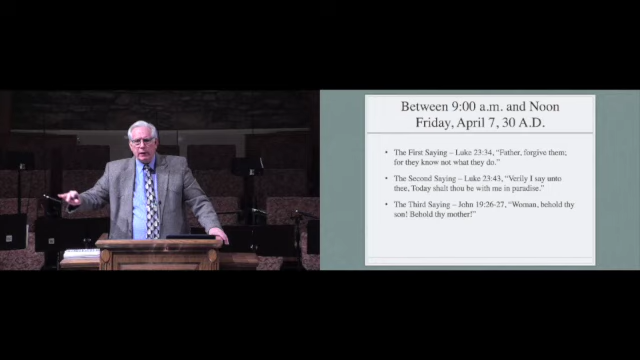 Between 9:00 a.m. and Noon
Friday, April 7, 30 A.D.
• The First Saying – Luke 23:34, “Father, forgive them;
for they know not what they do.”
• The Second Saying – Luke 23:43, “Verily I say unto
thee, Today shalt thou be with me in paradise.”
• The Third Saying – John 19:26-27, “Woman, behold thy
son! Behold thy mother!”